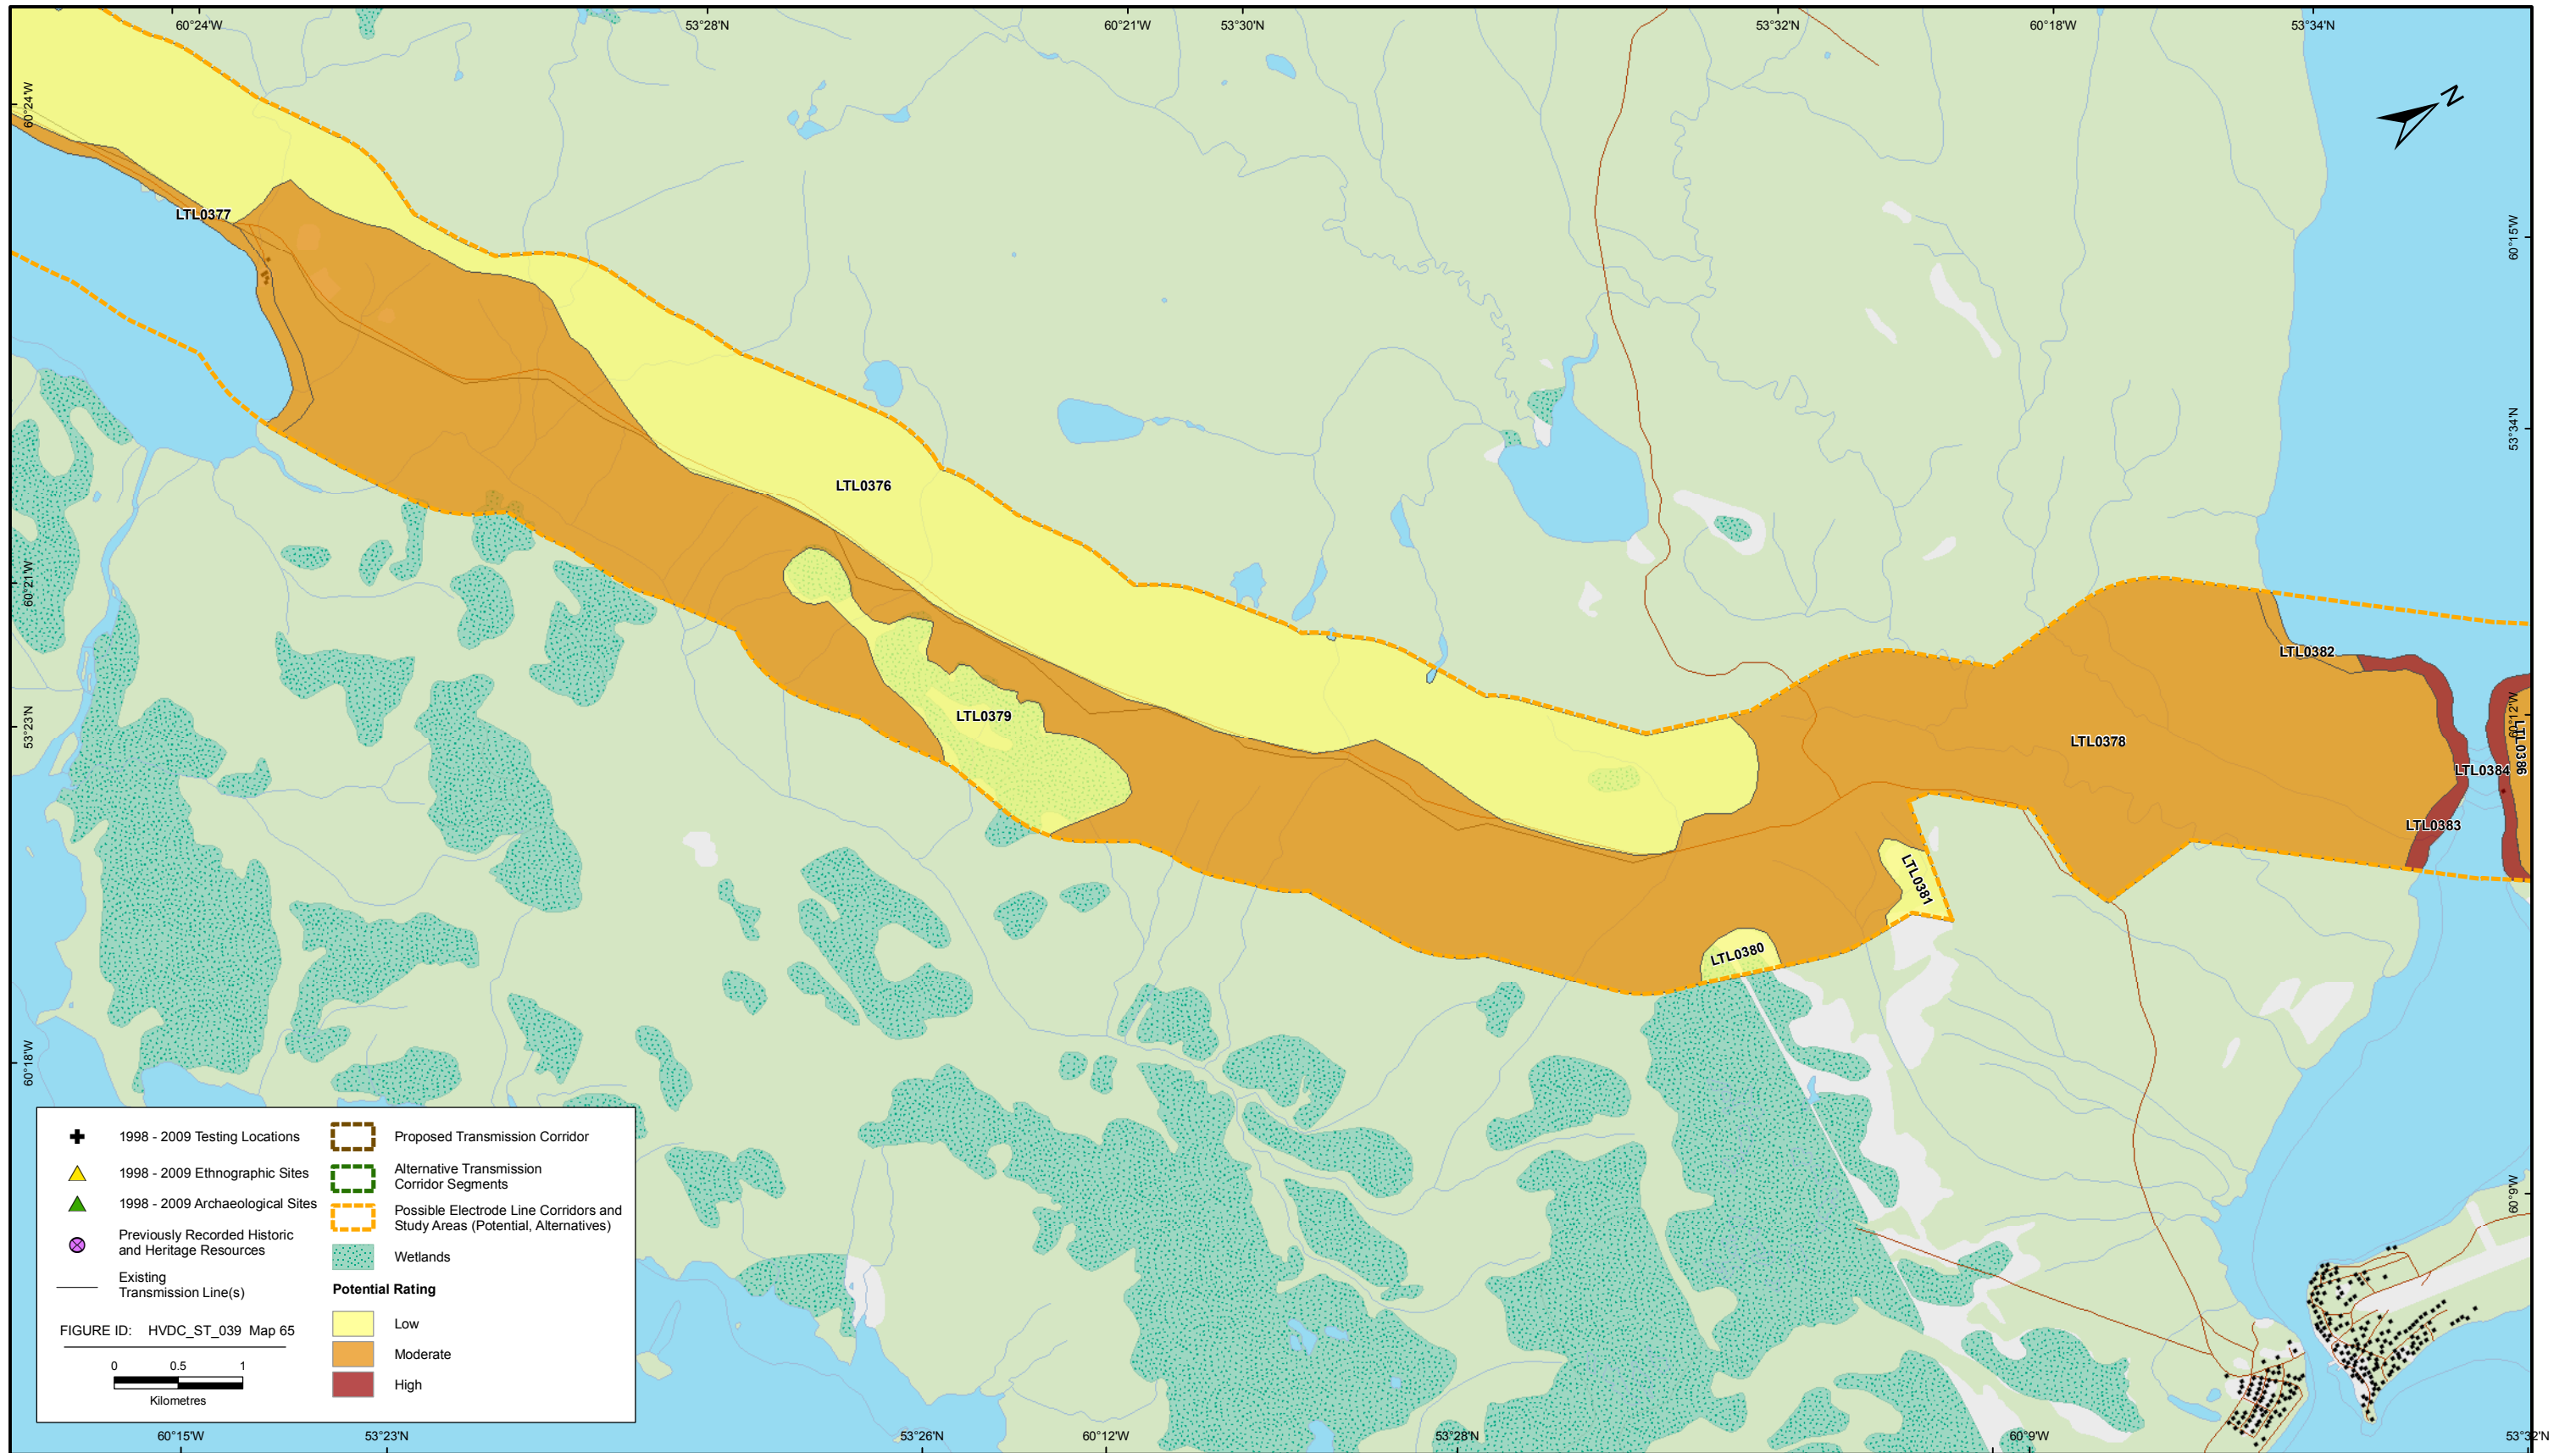 60°24'W
53°28'N
60°21'W
53°30'N
53°32'N
60°18'W
53°34'N
60°24'W
N
LTL0377
60°15'W
53°34'N
LTL0376
60°21'W
LTL0382
LTL0379
53°23'N
60°12'W
LTL0386
LTL0378
LTL0384
LTL0383
LTL0381
LTL0380
60°18'W
60°9'W
1998 - 2009 Testing Locations
1998 - 2009 Ethnographic Sites
1998 - 2009 Archaeological Sites
Previously Recorded Historic
and Heritage Resources
Existing
Transmission Line(s)
FIGURE ID: HVDC_ST_039 Map 65
0 0.5 1
Kilometres
Proposed Transmission Corridor
Alternative Transmission
Corridor Segments
Possible Electrode Line Corridors and
Study Areas (Potential, Alternatives)
Wetlands
Potential Rating
Low
Moderate
High
60°15'W
53°23'N
53°26'N
60°12'W
53°28'N
60°9'W
53°32'N